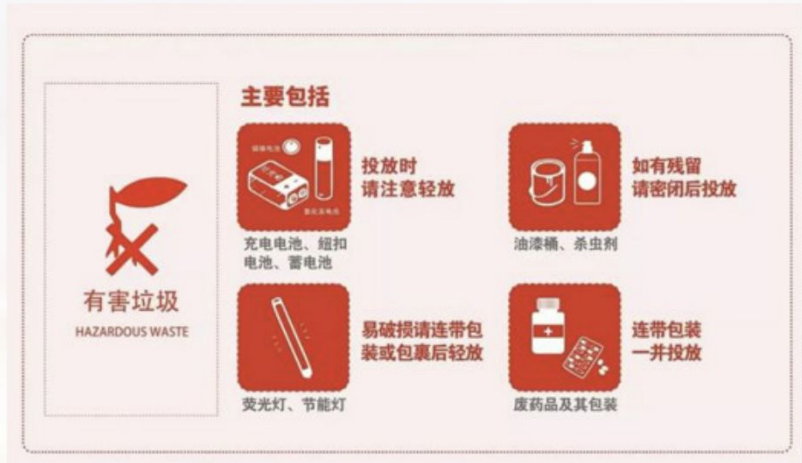 主要包括
投放时
请注意轻放
充电电池、纽扣
电池、蓄电池
如有残留
请密闭后投放
油漆桶、杀虫剂
有害垃圾
HAZARDOUS WASTE
易破损请连带包
装或包裹后轻放
荧光灯、节能灯
连带包装
一并投放
废药品及其包装